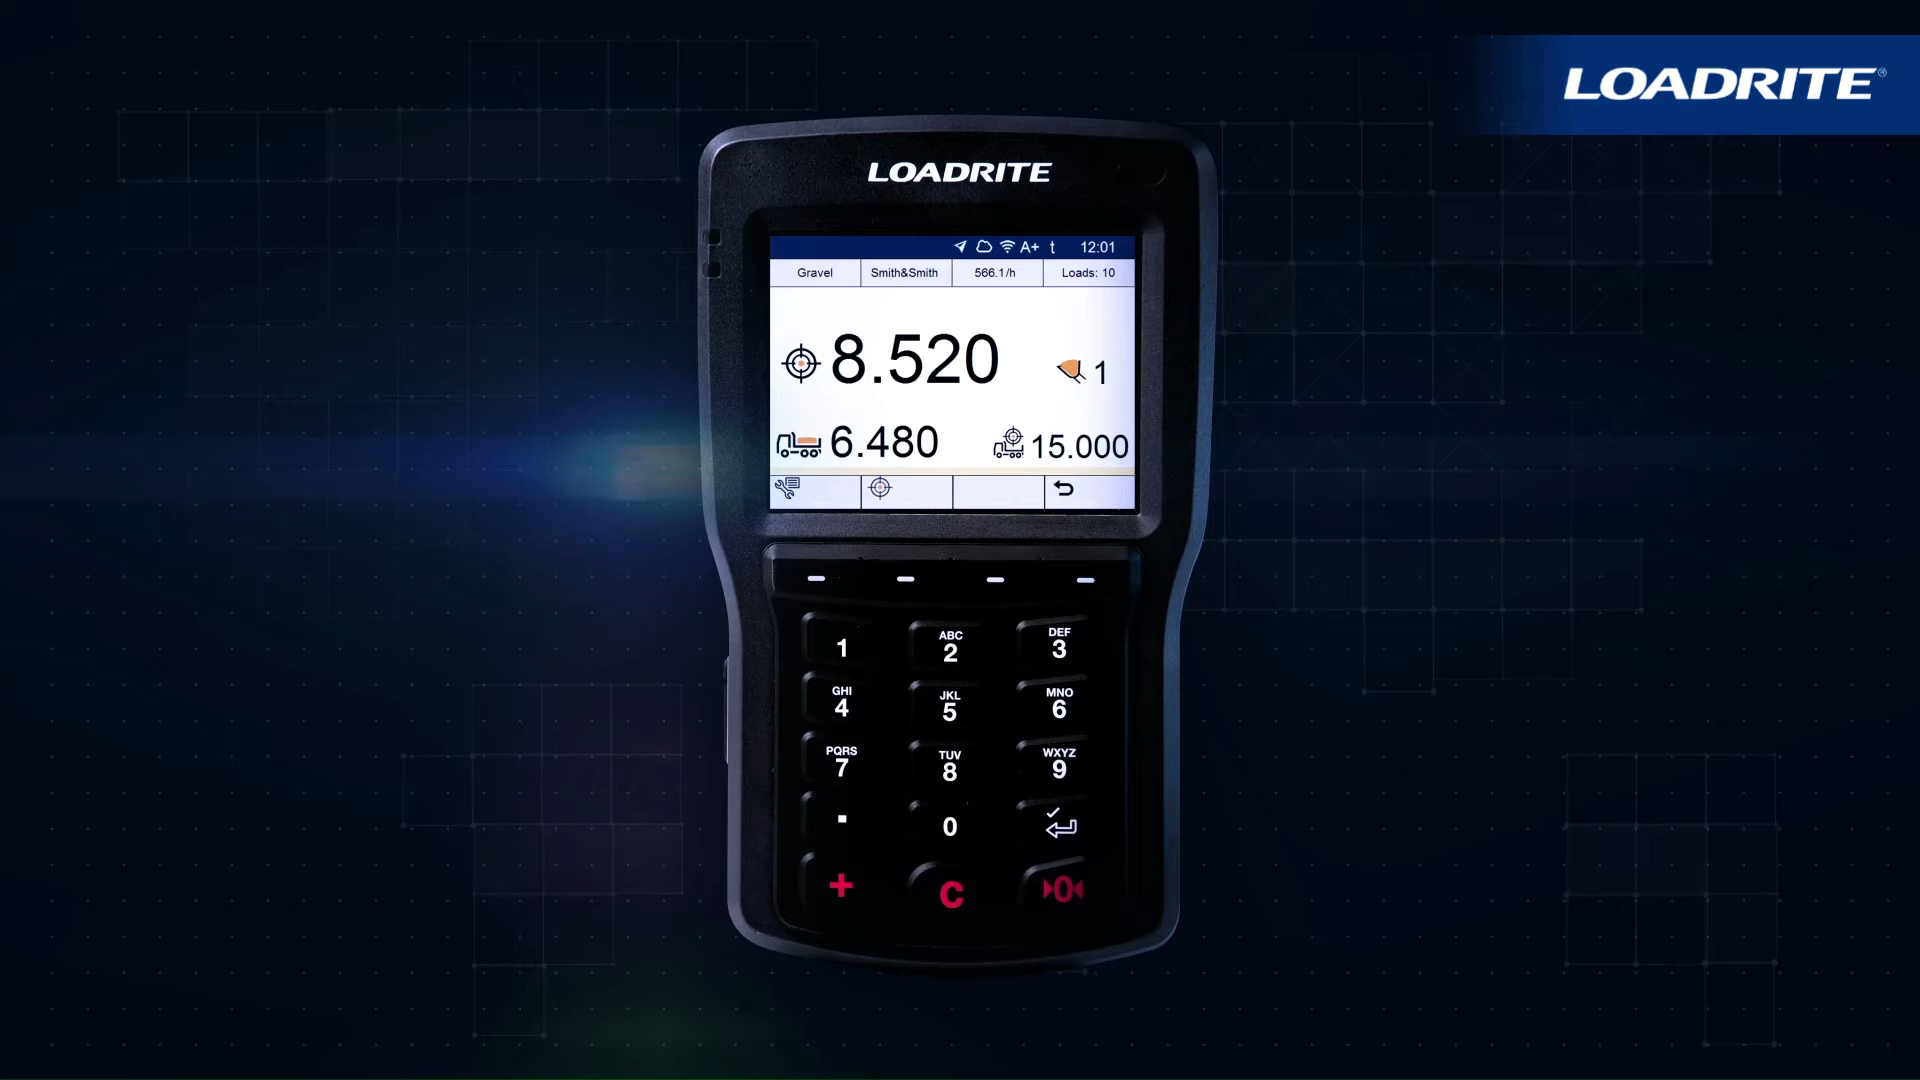 LOADRITE®
LOADRITE
A+ t 12:01
Gravel Smith&Smith 566.1/h Loads: 10
8.520 1
6.480 15.000
1 ABC 2 DEF 3
GHI 4 JKL 5 MNO 6
PQRS 7 TUV 8 WXYZ 9
. 0
+ C 0